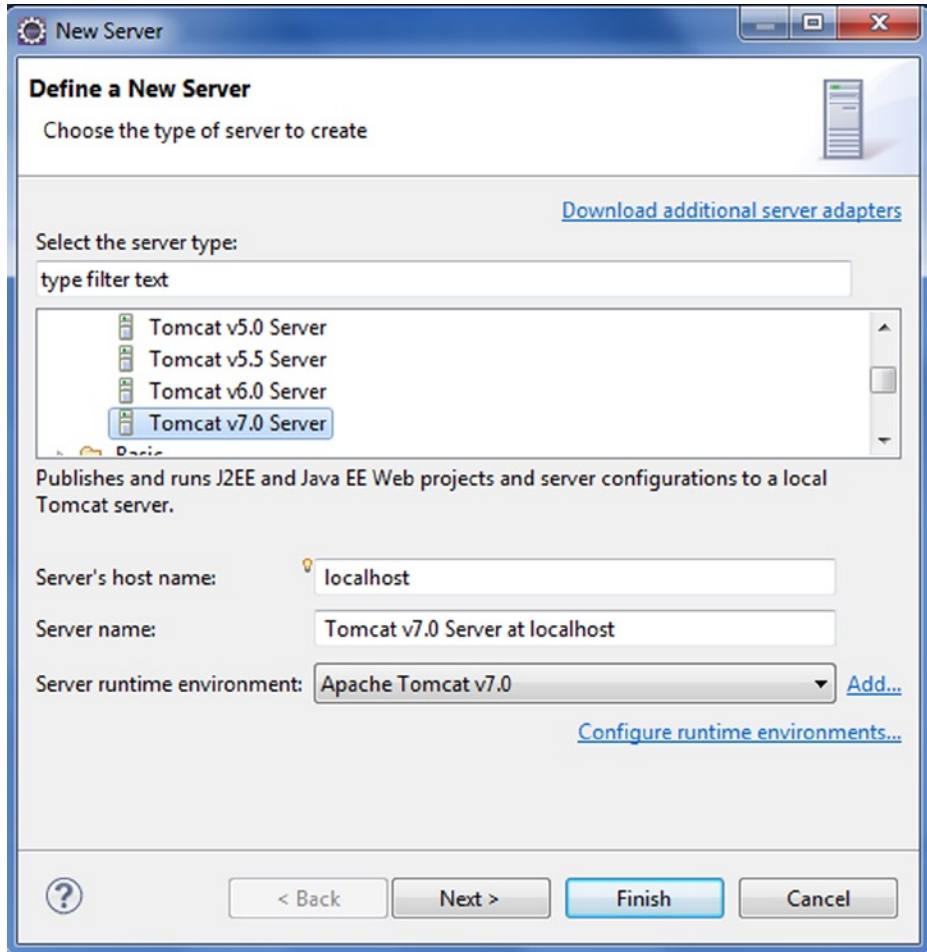 New Server
Define a New Server
Choose the type of server to create
Download additional server adapters
Select the server type:
type filter text
Tomcat v5.0 Server
Tomcat v5.5 Server
Tomcat v6.0 Server
Tomcat v7.0 Server
Basic
Publishes and runs J2EE and Java EE Web projects and server configurations to a local
Tomcat server.
Server's host name: localhost
Server name: Tomcat v7.0 Server at localhost
Server runtime environment: Apache Tomcat v7.0 Add...
Configure runtime environments...
? < Back Next > Finish Cancel